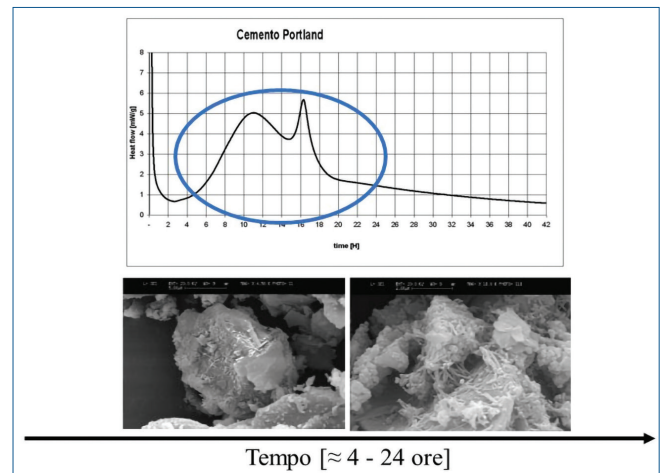 Cemento Portland
8
7
6
5
4
3
2
1
0
Heat flow [mW/g]
- 2 4 6 8 10 12 14 16 18 20 22 24 26 28 30 32 34 36 38 40 42
time [H]
Tempo [≈ 4 - 24 ore]